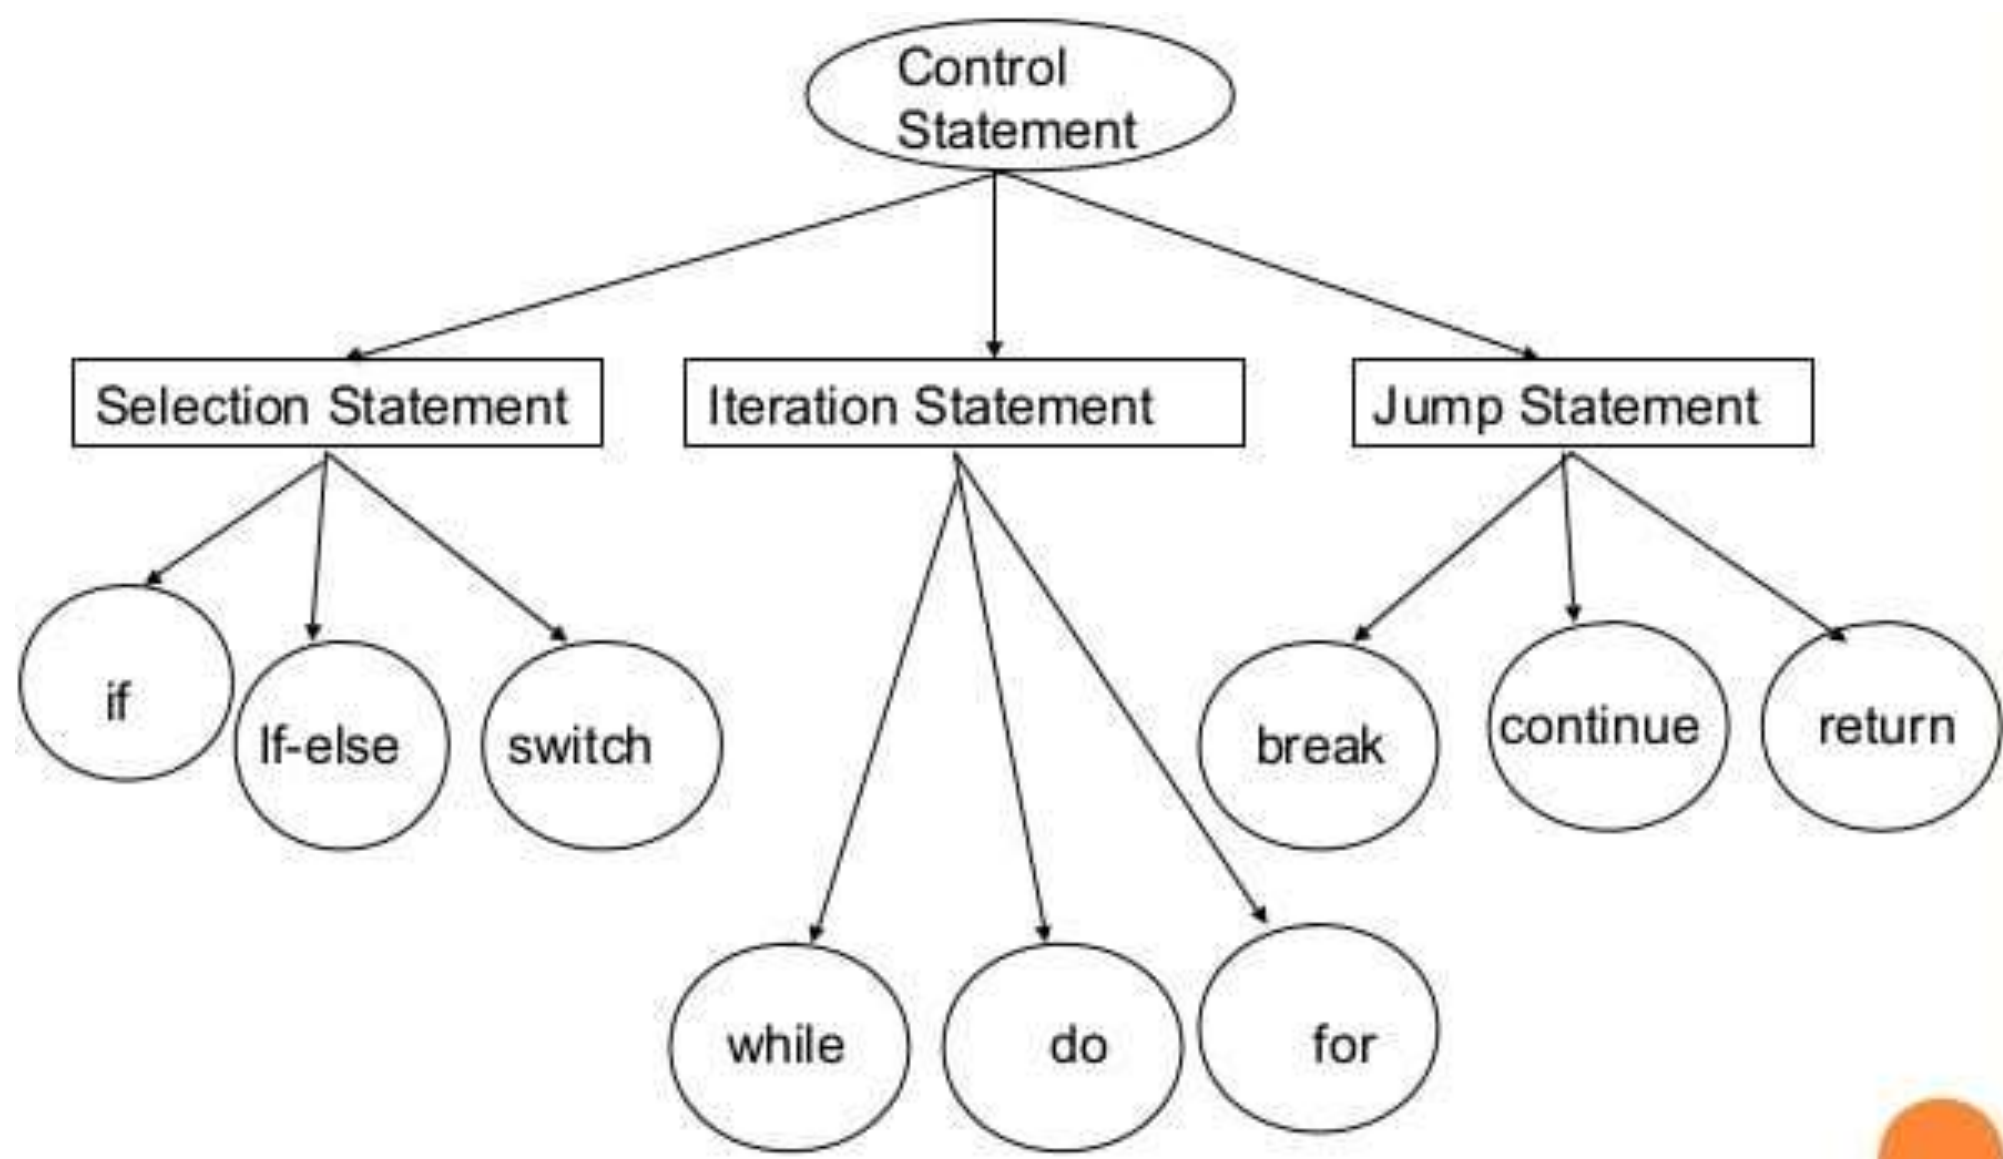 Control
Statement
Selection Statement
Iteration Statement
Jump Statement
if
If-else
switch
break
continue
return
while
do
for